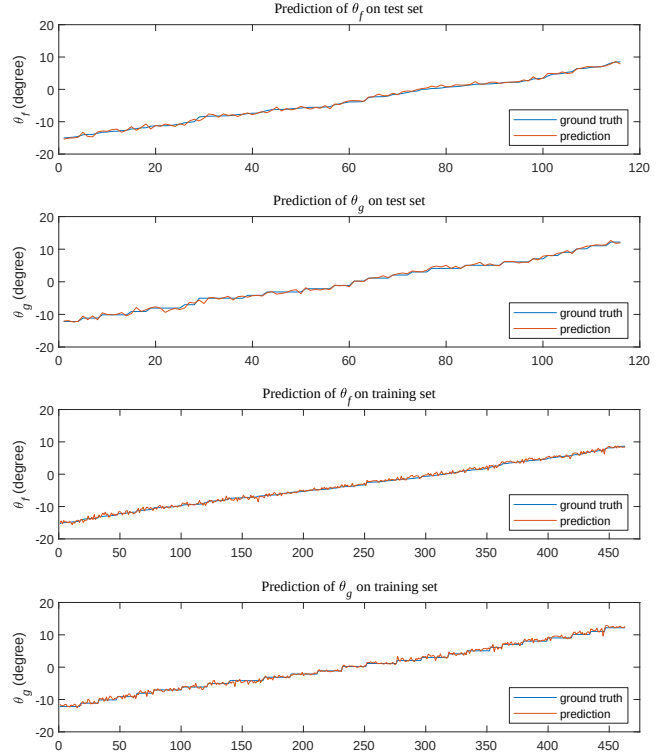 Prediction of θf on test set
20
10
0
-10
-20
θf (degree)
ground truth
prediction
0 20 40 60 80 100 120
Prediction of θg on test set
20
10
0
-10
-20
θg (degree)
ground truth
prediction
0 20 40 60 80 100 120
Prediction of θf on training set
20
10
0
-10
-20
θf (degree)
ground truth
prediction
0 50 100 150 200 250 300 350 400 450
Prediction of θg on training set
20
10
0
-10
-20
θg (degree)
ground truth
prediction
0 50 100 150 200 250 300 350 400 450